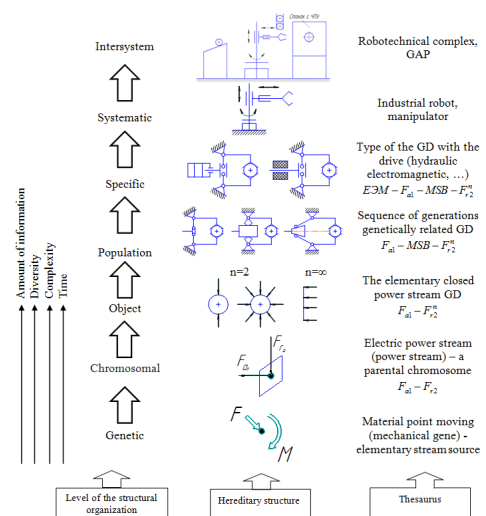 Станок с ЧПУ
Intersystem
Robotechnical complex,
GAP
Systematic
Industrial robot,
manipulator
Specific
Type of the GD with the
drive (hydraulic
electromagnetic, …)
EЭM – F_a1 – MSB – F_r2^n
Population
Sequence of generations
genetically related GD
F_a1 – MSB – F_r2^n
n=2
n=∞
Object
The elementary closed
power stream GD
F_a1 – F_r2^n
Chromosomal
F_r2
F_a1
Electric power stream
(power stream) – a
parental chromosome
F_a1 – F_r2
Genetic
F
M
Material point moving
(mechanical gene) -
elementary stream source
Amount of information
Diversity
Complexity
Time
Level of the structural
organization
Hereditary structure
Thesaurus